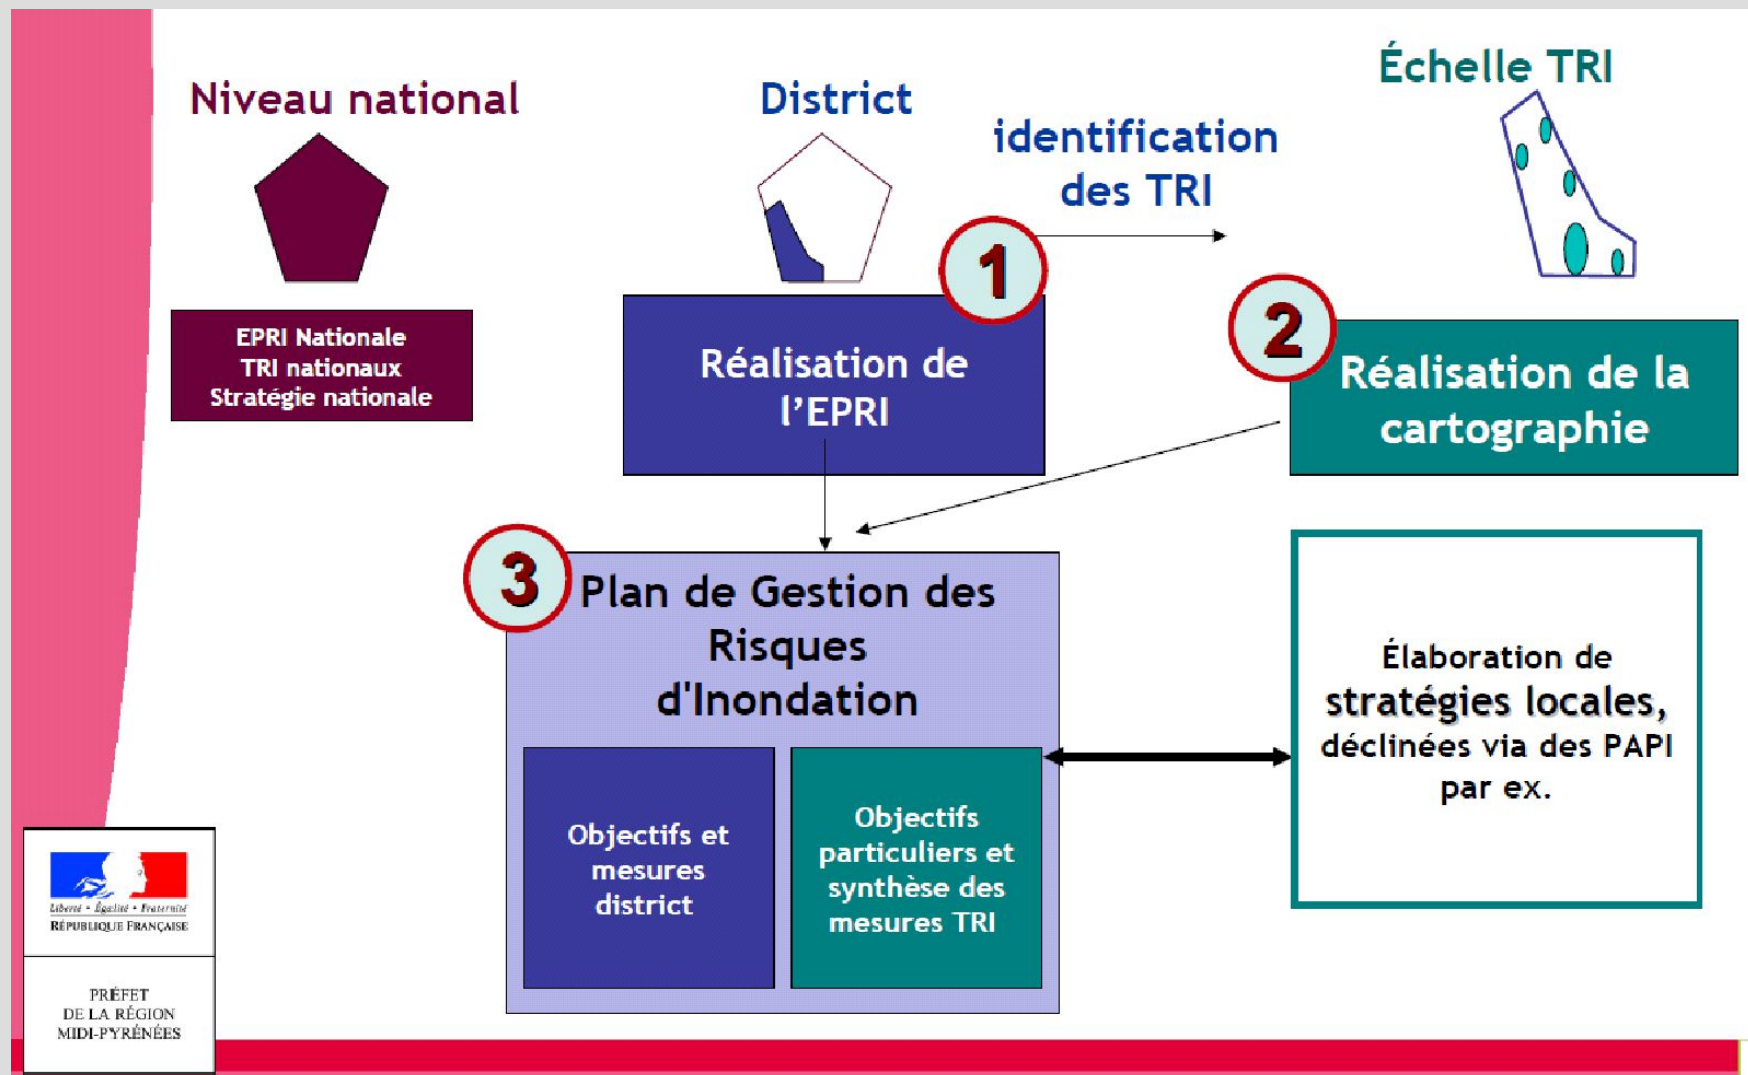 Niveau national
EPRI Nationale
TRI nationaux
Stratégie nationale
District
identification
des TRI
1
Réalisation de
l’EPRI
Échelle TRI
2
Réalisation de la
cartographie
3
Plan de Gestion des
Risques
d'Inondation
Objectifs et
mesures
district
Objectifs
particuliers et
synthèse des
mesures TRI
Élaboration de
stratégies locales,
déclinées via des PAPI
par ex.
Liberté • Égalité • Fraternité
RÉPUBLIQUE FRANÇAISE
PRÉFET
DE LA RÉGION
MIDI-PYRÉNÉES